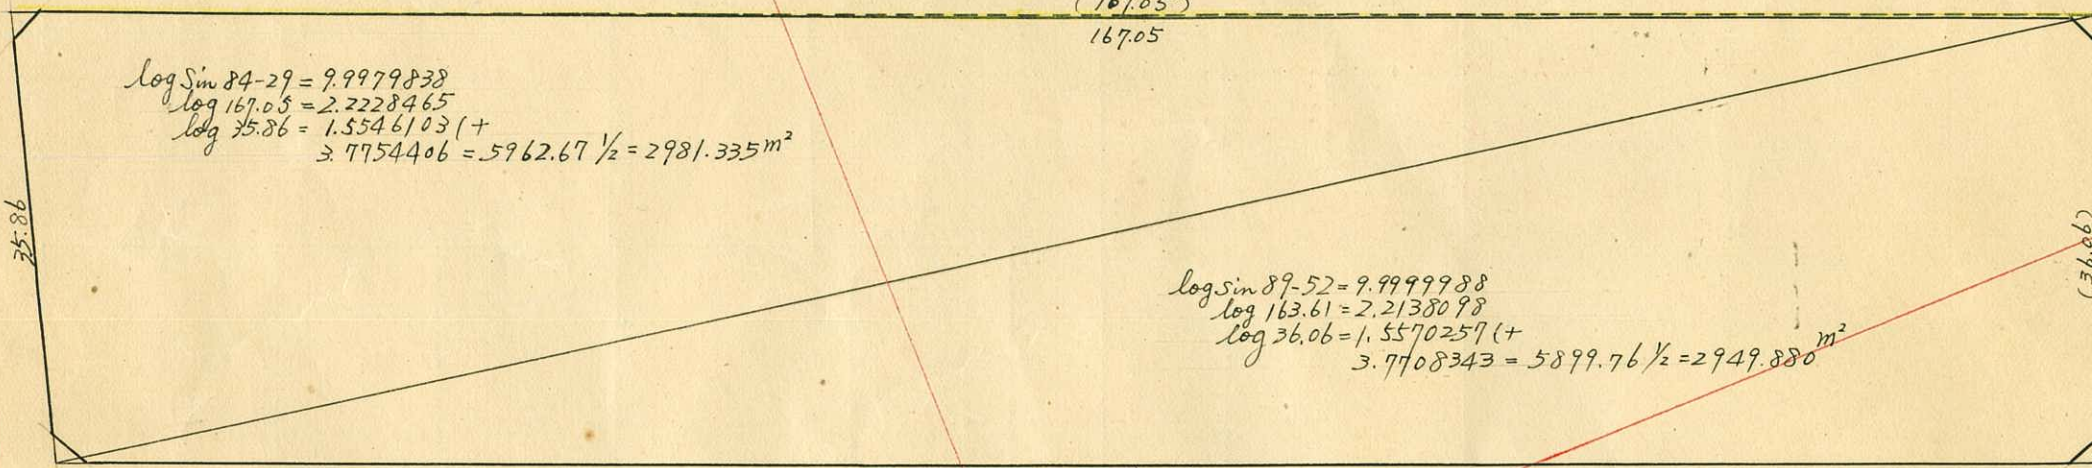 (167.05)
167.05
log Sin 84-29 = 9.9979838
log 167.05 = 2.2228465
log 35.86 = 1.5546103 (+
3.7754406 = 5962.67 ½ = 2981.335 m²
35.86
log sin 89-52 = 9.9999988
log 163.61 = 2.2138098
log 36.06 = 1.5570257 (+
3.7708343 = 5899.76 ½ = 2949.880 m²
(36.06)